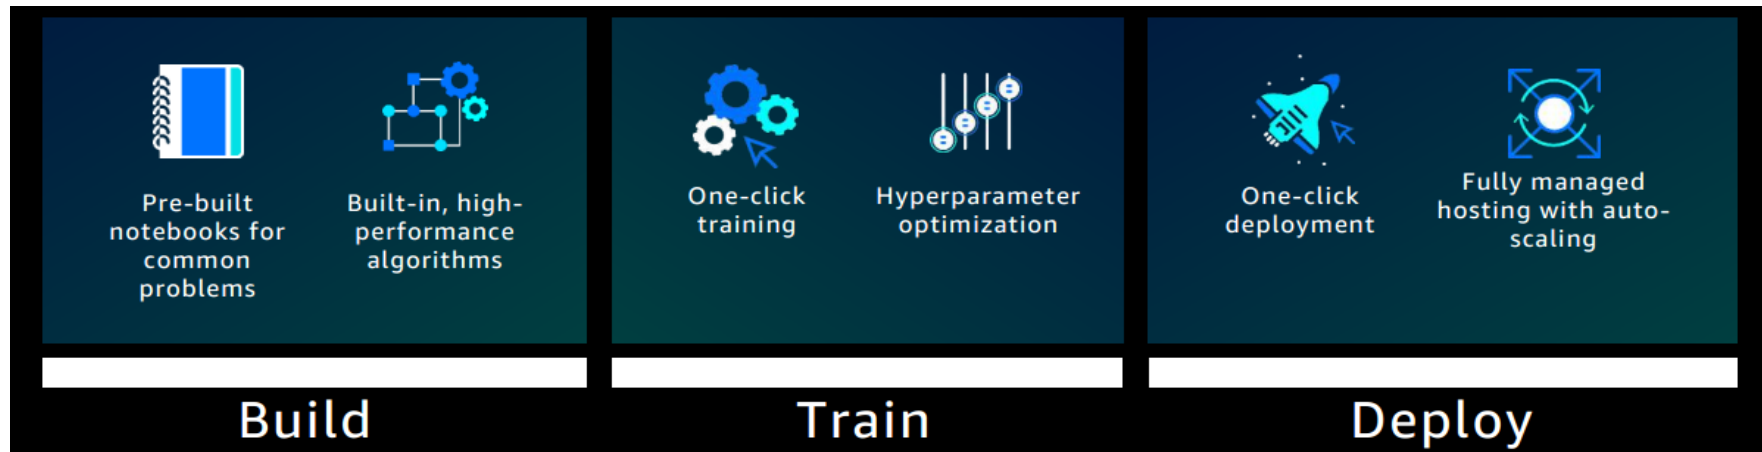 Pre-built
notebooks for
common
problems
Built-in, high-
performance
algorithms
One-click
training
Hyperparameter
optimization
One-click
deployment
Fully managed
hosting with auto-
scaling
Build
Train
Deploy